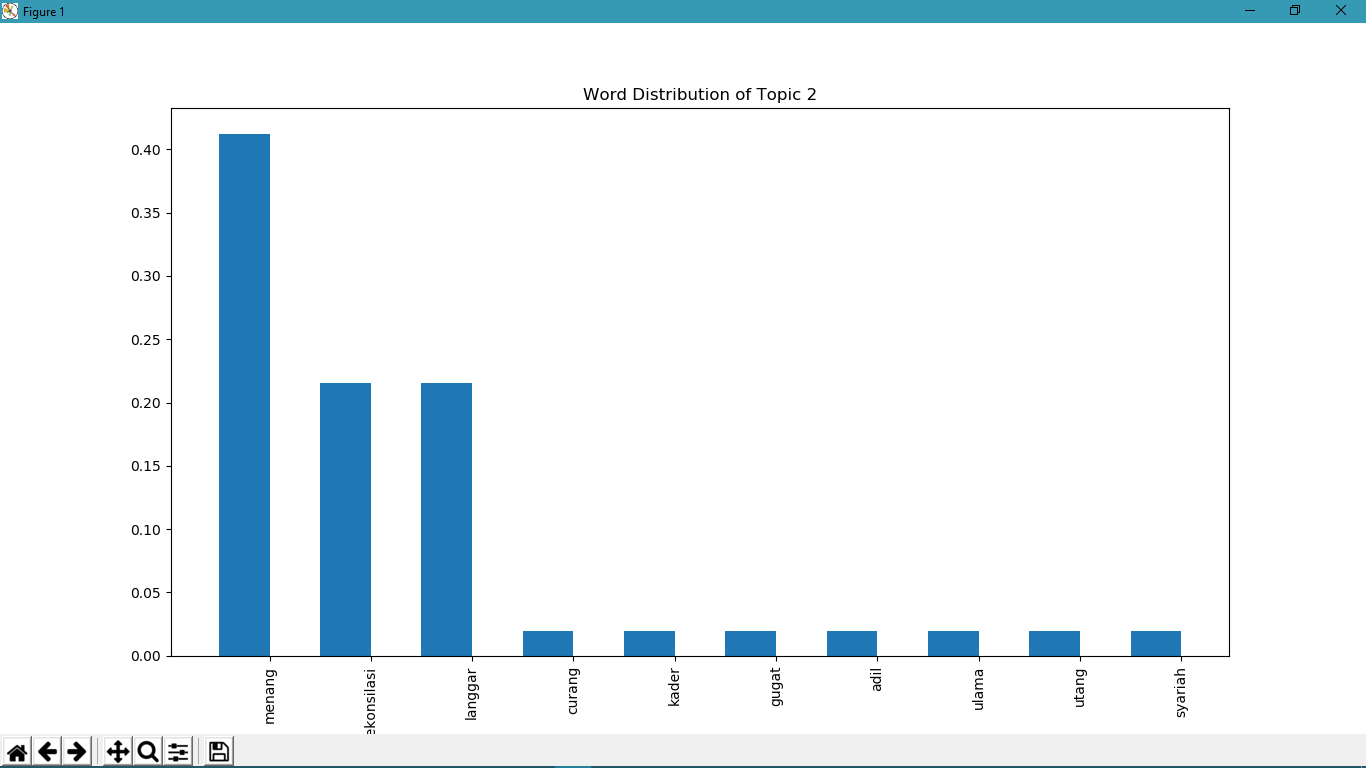 Figure 1
Word Distribution of Topic 2
0.40
0.35
0.30
0.25
0.20
0.15
0.10
0.05
0.00
menang
ekonsilasi
langgar
curang
kader
gugat
adil
ulama
utang
syariah